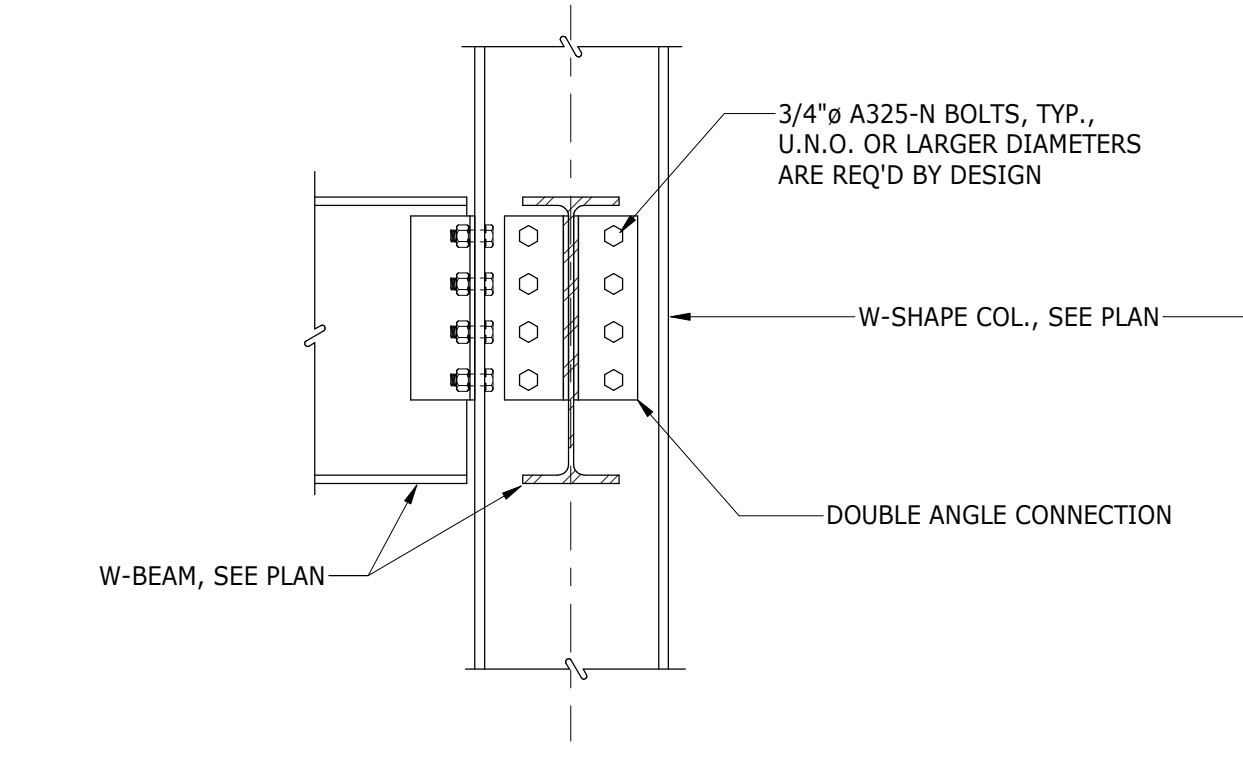 3/4"ø A325-N BOLTS, TYP.,
U.N.O. OR LARGER DIAMETERS
ARE REQ'D BY DESIGN
W-SHAPE COL., SEE PLAN
DOUBLE ANGLE CONNECTION
W-BEAM, SEE PLAN